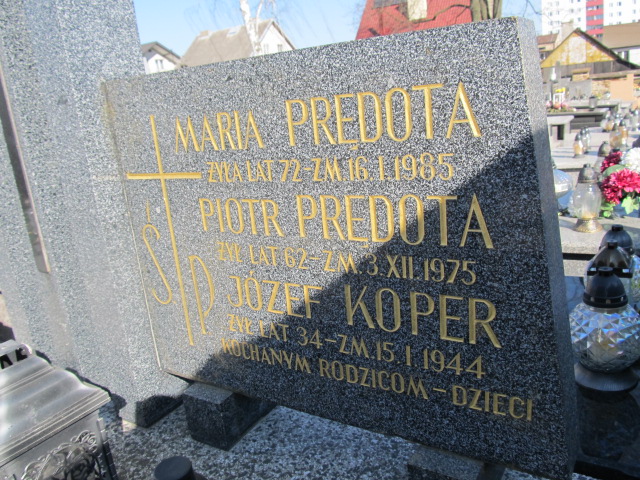 MARIA PRĘDOTA
ŻYŁA LAT 72-ZM.16.I.1985
PIOTR PRĘDOTA
ŻYŁ LAT 62-ZM.3.XII.1975
JÓZEF KOPER
ŻYŁ LAT 34-ZM.15.I.1944
KOCHANYM RODZICOM-DZIECI
Ś P